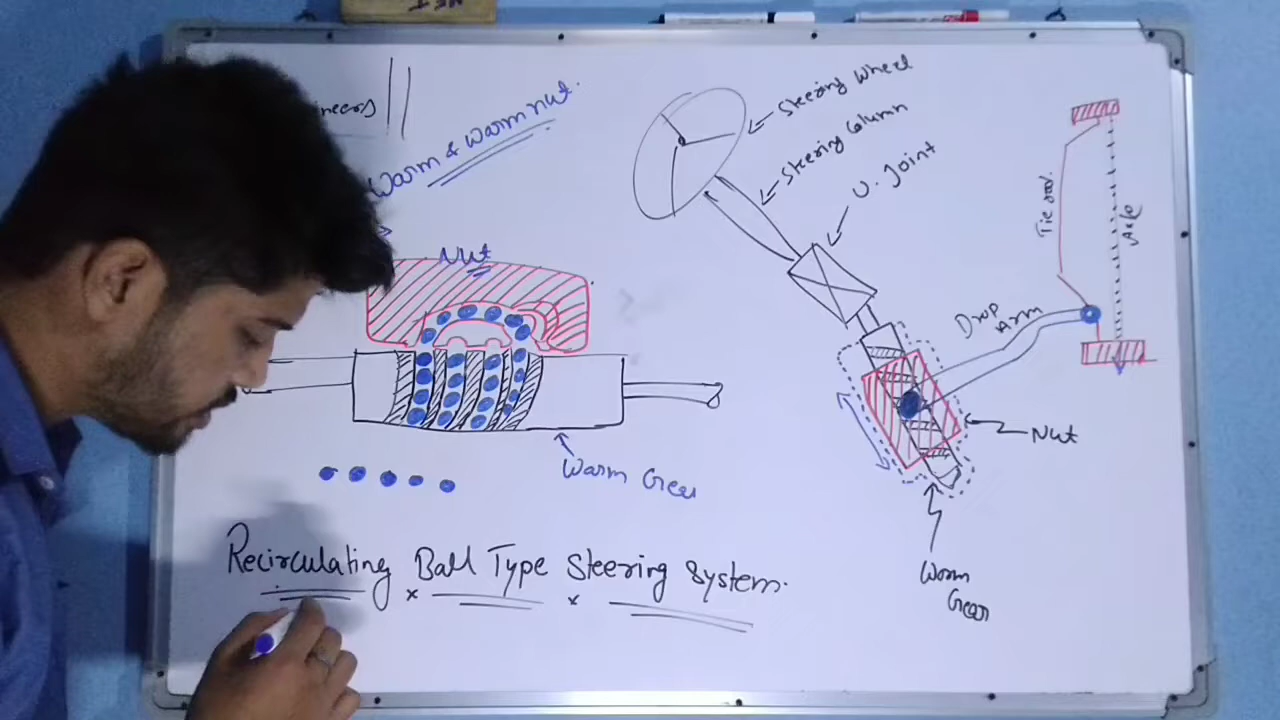 ineers
Warm & Warm nut.
Nut
Warm Gear
Recirculating Ball Type Steering System.
Steering Wheel
Steering Column
U. Joint
Drop
Arm
Tie rod.
Axle
Nut
Worm
Gear